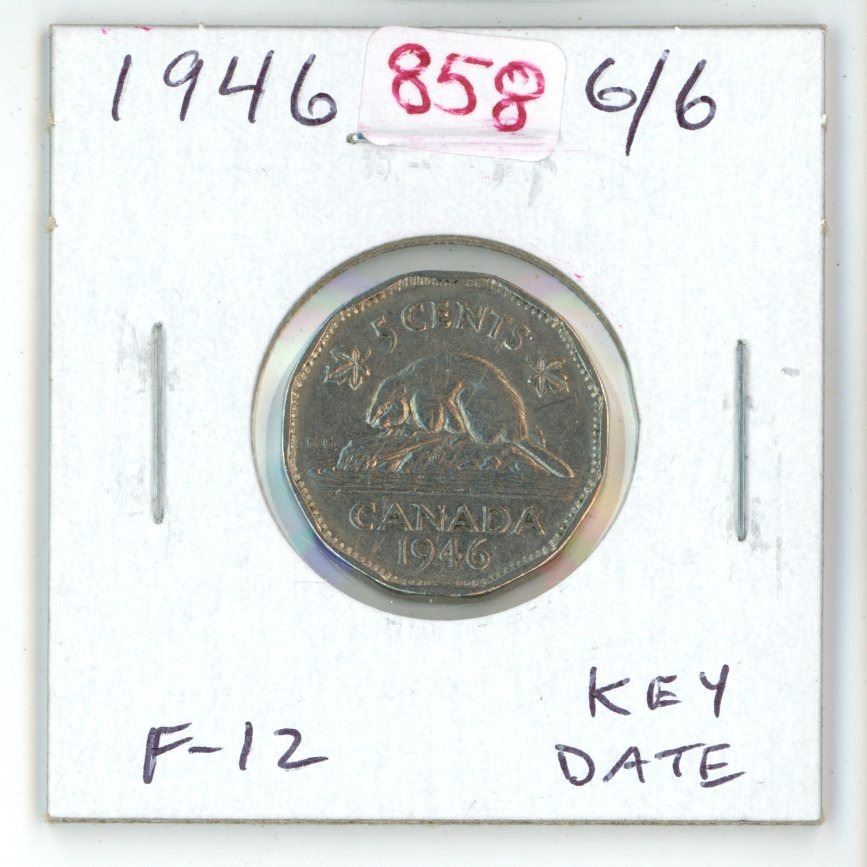 1946 858 6/6
5 CENTS
K.G.
CANADA
1946
KEY
F-12
DATE